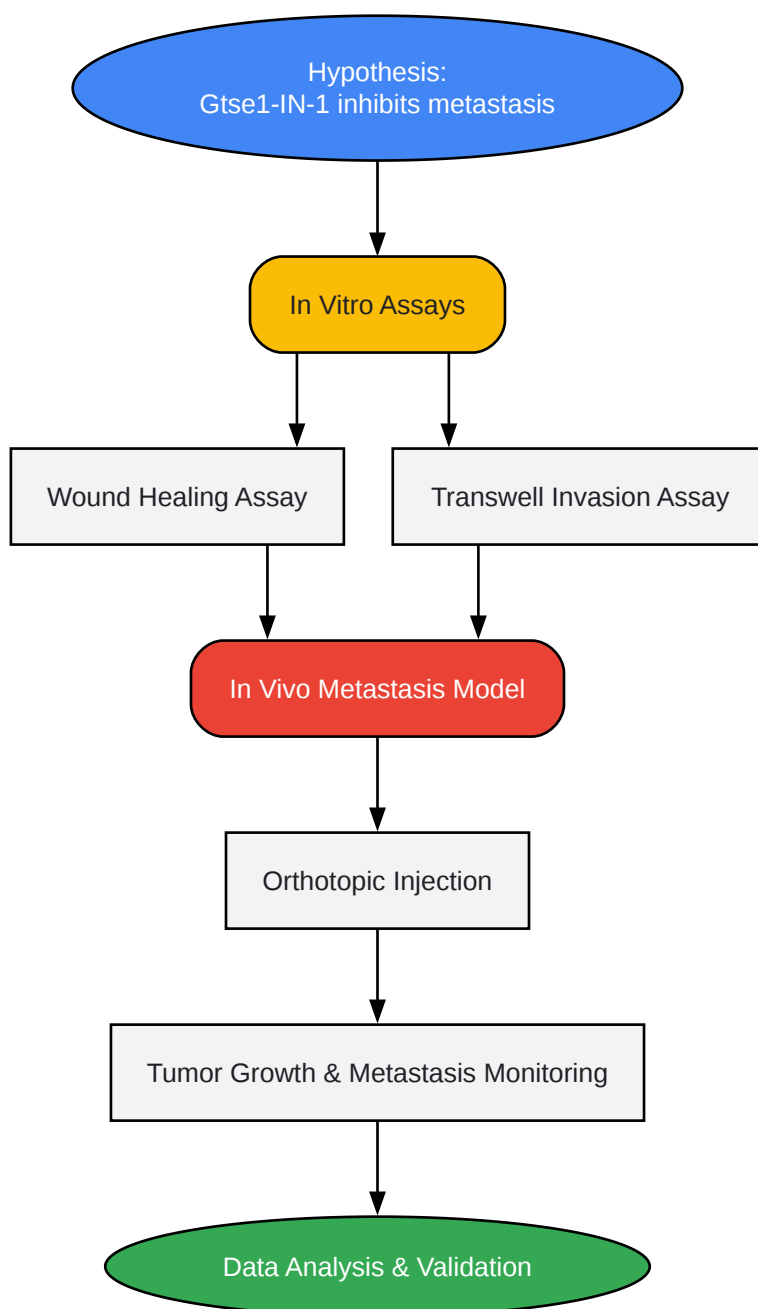 Hypothesis:
Gtse1-IN-1 inhibits metastasis
In Vitro Assays
Wound Healing Assay
Transwell Invasion Assay
In Vivo Metastasis Model
Orthotopic Injection
Tumor Growth & Metastasis Monitoring
Data Analysis & Validation